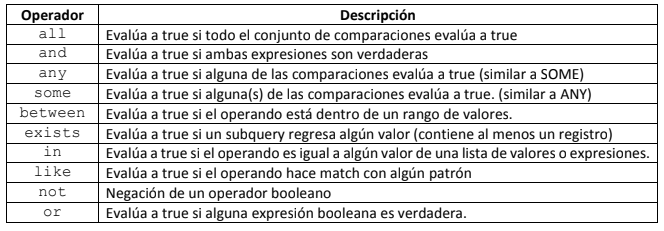 Operador Descripción
all Evalúa a true si todo el conjunto de comparaciones evalúa a true
and Evalúa a true si ambas expresiones son verdaderas
any Evalúa a true si alguna de las comparaciones evalúa a true (similar a SOME)
some Evalúa a true si alguna(s) de las comparaciones evalúa a true. (similar a ANY)
between Evalúa a true si el operando está dentro de un rango de valores.
exists Evalúa a true si un subquery regresa algún valor (contiene al menos un registro)
in Evalúa a true si el operando es igual a algún valor de una lista de valores o expresiones.
like Evalúa a true si el operando hace match con algún patrón
not Negación de un operador booleano
or Evalúa a true si alguna expresión booleana es verdadera.